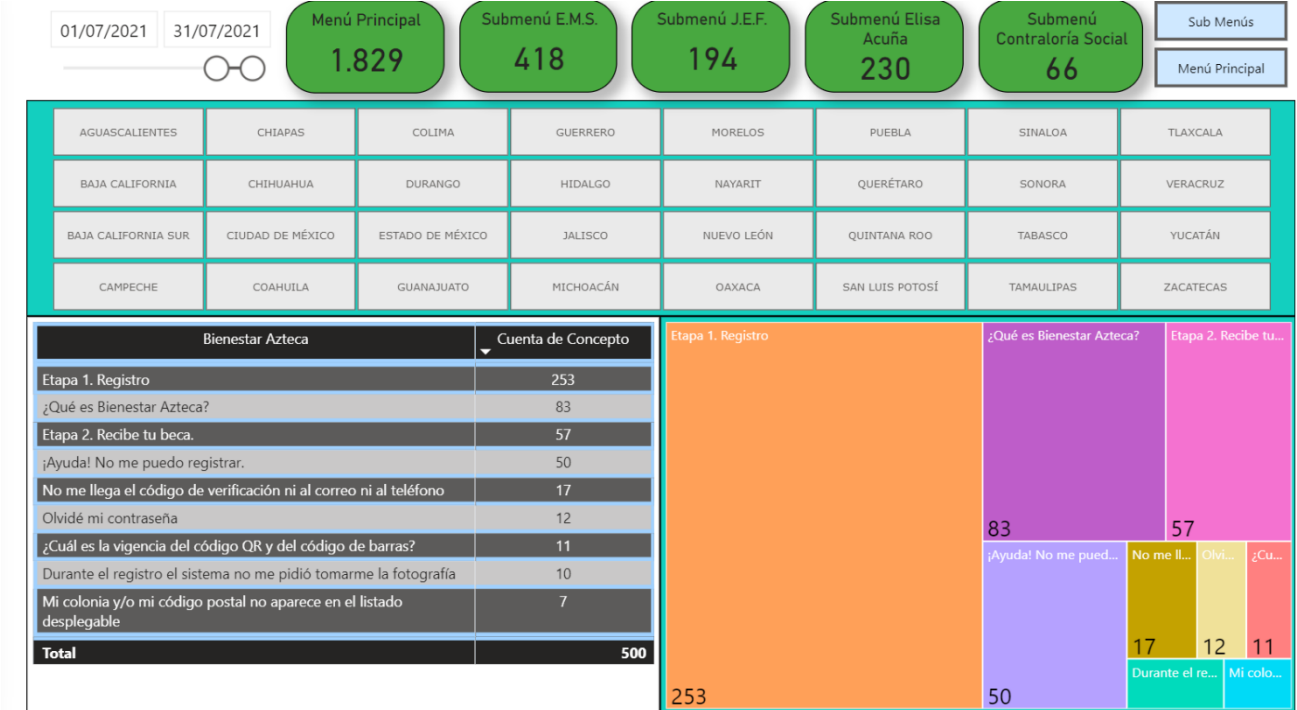 01/07/2021
31/07/2021
Menú Principal
1.829
Submenú E.M.S.
418
Submenú J.E.F.
194
Submenú Elisa
Acuña
230
Submenú
Contraloría Social
66
Sub Menús
Menú Principal
AGUASCALIENTES CHIAPAS COLIMA GUERRERO MORELOS PUEBLA SINALOA TLAXCALA
BAJA CALIFORNIA CHIHUAHUA DURANGO HIDALGO NAYARIT QUERÉTARO SONORA VERACRUZ
BAJA CALIFORNIA SUR CIUDAD DE MÉXICO ESTADO DE MÉXICO JALISCO NUEVO LEÓN QUINTANA ROO TABASCO YUCATÁN
CAMPECHE COAHUILA GUANAJUATO MICHOACÁN OAXACA SAN LUIS POTOSÍ TAMAULIPAS ZACATECAS
Bienestar Azteca Cuenta de Concepto
Etapa 1. Registro 253
¿Qué es Bienestar Azteca? 83
Etapa 2. Recibe tu beca. 57
¡Ayuda! No me puedo registrar. 50
No me llega el código de verificación ni al correo ni al teléfono 17
Olvidé mi contraseña 12
¿Cuál es la vigencia del código QR y del código de barras? 11
Durante el registro el sistema no me pidió tomarme la fotografía 10
Mi colonia y/o mi código postal no aparece en el listado 7
desplegable
Total 500
Etapa 1. Registro
253
¿Qué es Bienestar Azteca?
83
Etapa 2. Recibe tu...
57
¡Ayuda! No me pued...
50
No me ll...
17
Olvi...
12
¿Cu...
11
Durante el re...
Mi colo...